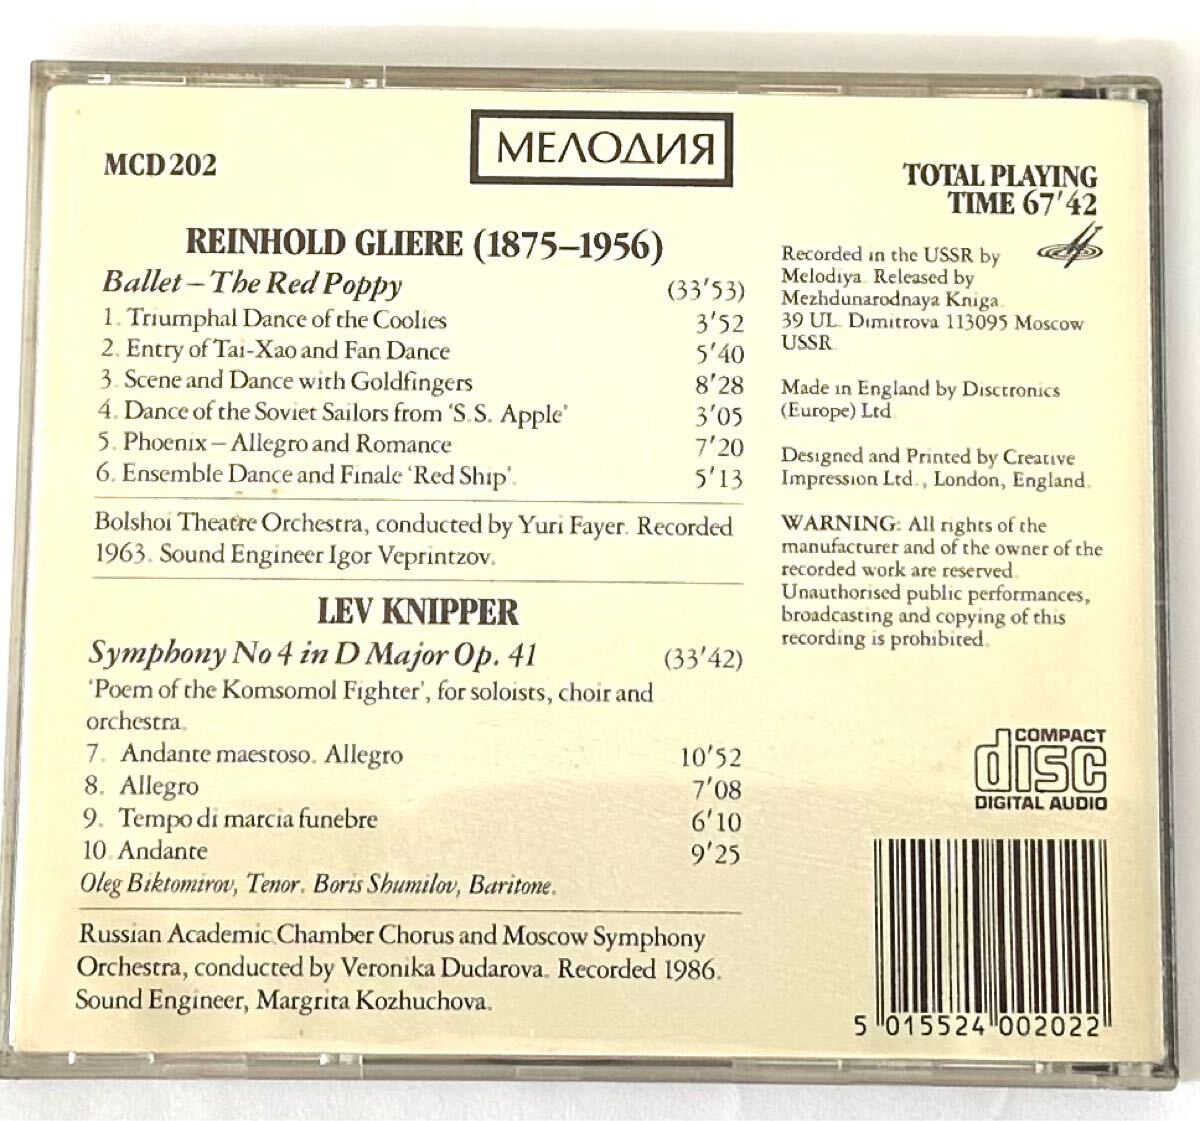 МЕЛОДИЯ
MCD202
TOTAL PLAYING
TIME 67'42
REINHOLD GLIERE (1875–1956)
Ballet – The Red Poppy (33'53)
1. Triumphal Dance of the Coolies 3'52
2. Entry of Tai-Xao and Fan Dance 5'40
3. Scene and Dance with Goldfingers 8'28
4. Dance of the Soviet Sailors from 'S.S. Apple' 3'05
5. Phoenix – Allegro and Romance 7'20
6. Ensemble Dance and Finale 'Red Ship'. 5'13
Bolshoi Theatre Orchestra, conducted by Yuri Fayer. Recorded
1963. Sound Engineer Igor Veprintzov.
LEV KNIPPER
Symphony No 4 in D Major Op. 41 (33'42)
'Poem of the Komsomol Fighter', for soloists, choir and
orchestra.
7. Andante maestoso. Allegro 10'52
8. Allegro 7'08
9. Tempo di marcia funebre 6'10
10. Andante 9'25
Oleg Biktomirov, Tenor. Boris Shumilov, Baritone.
Russian Academic Chamber Chorus and Moscow Symphony
Orchestra, conducted by Veronika Dudarova. Recorded 1986.
Sound Engineer, Margrita Kozhuchova.
Recorded in the USSR by
Melodiya. Released by
Mezhdunarodnaya Kniga.
39 UL. Dimitrova 113095 Moscow
USSR.
Made in England by Disctronics
(Europe) Ltd.
Designed and Printed by Creative
Impression Ltd., London, England.
WARNING: All rights of the
manufacturer and of the owner of the
recorded work are reserved.
Unauthorised public performances,
broadcasting and copying of this
recording is prohibited.
COMPACT
disc
DIGITAL AUDIO
5 015524 002022